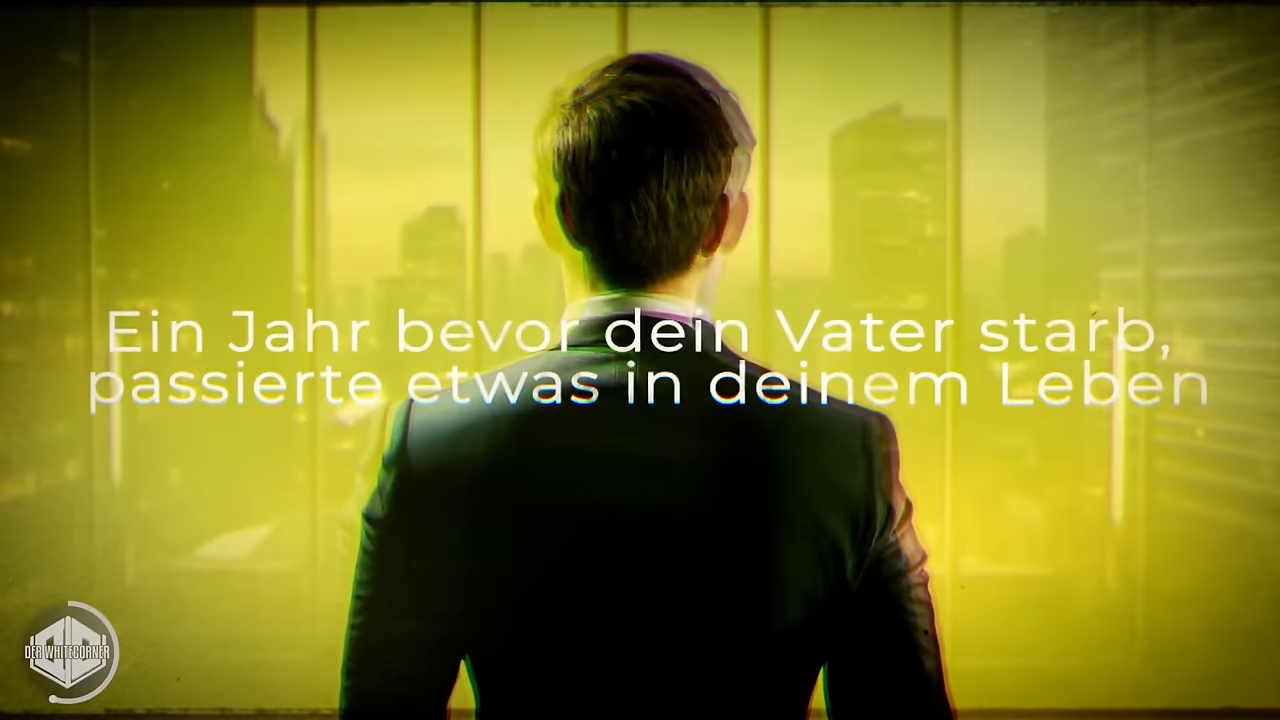 Ein Jahr bevor dein Vater starb,
passierte etwas in deinem Leben
DER WHITECORNER